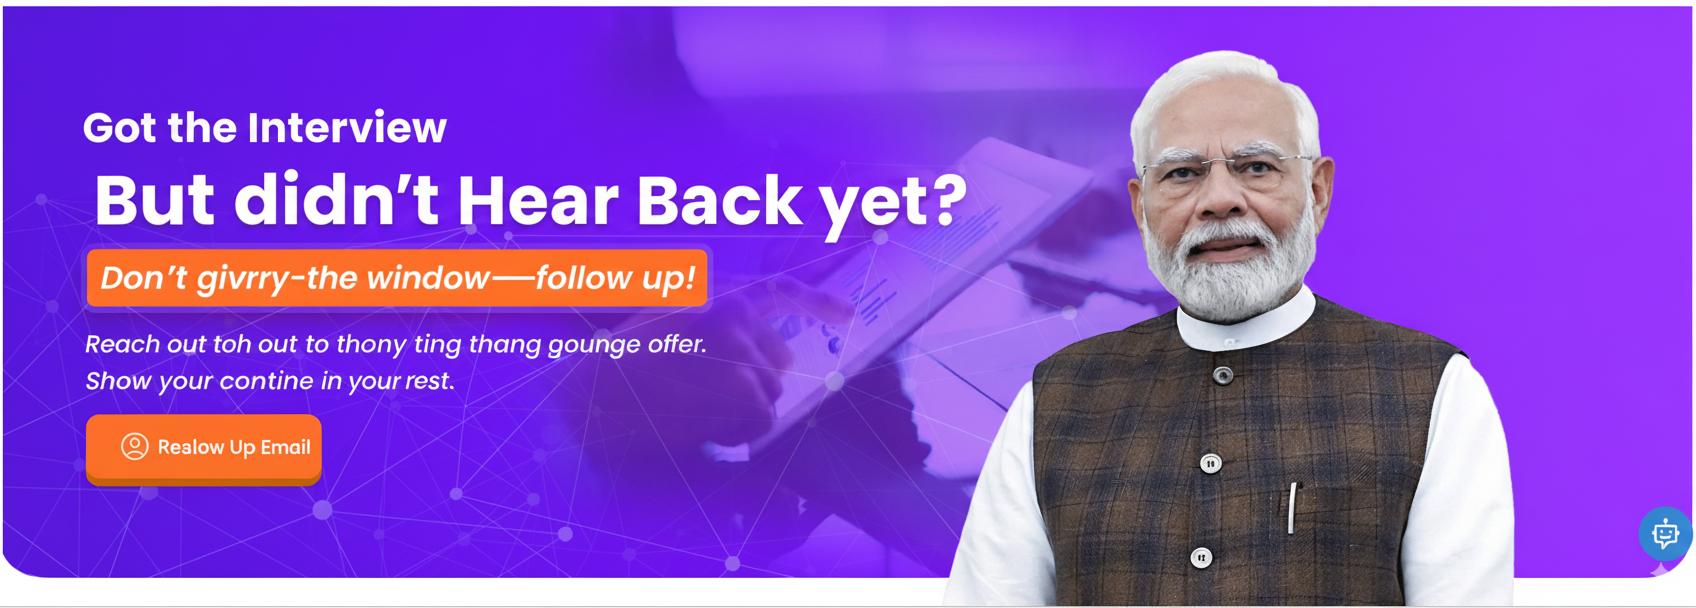 Got the Interview
But didn’t Hear Back yet?
Don’t givrry-the window—follow up!
Reach out toh out to thony ting thang gounge offer.
Show your contine in your rest.
Realow Up Email